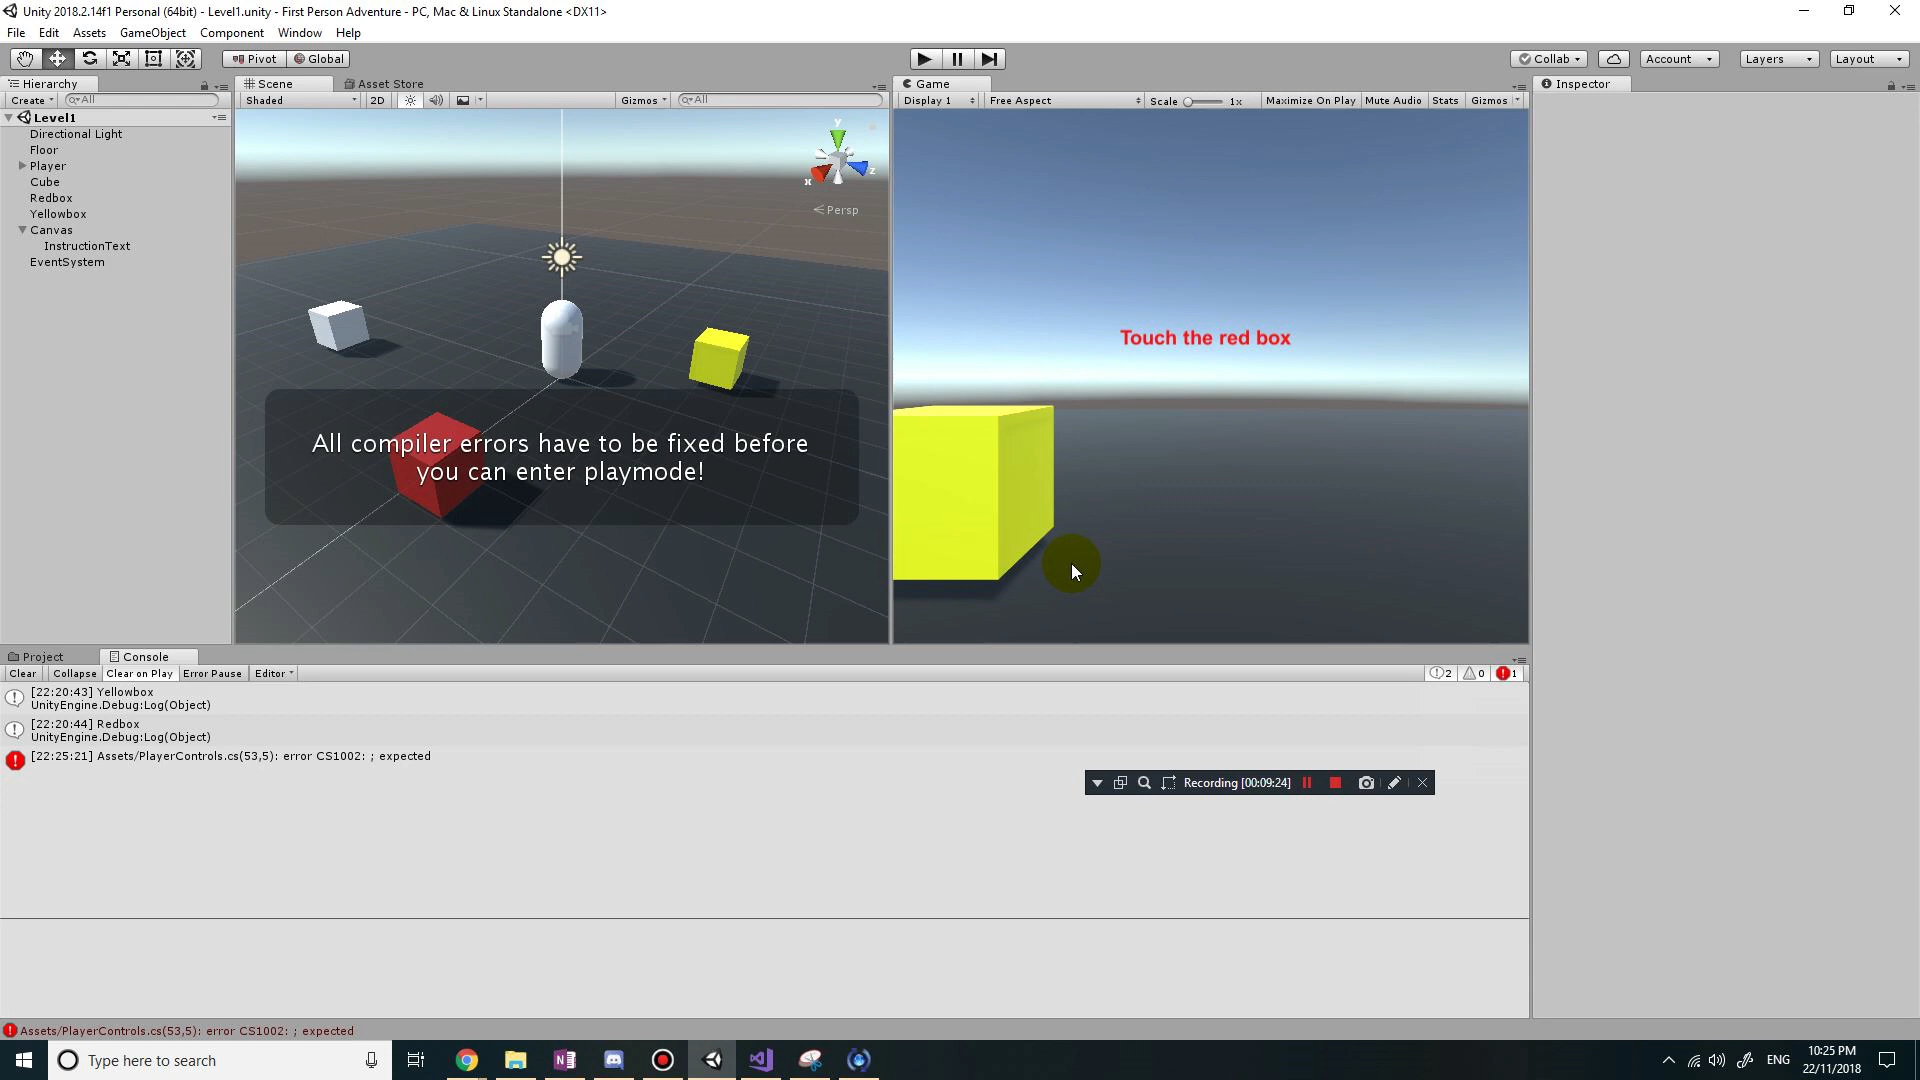 Unity 2018.2.14f1 Personal (64bit) - Level1.unity - First Person Adventure - PC, Mac & Linux Standalone <DX11>
File Edit Assets GameObject Component Window Help
Pivot Global Collab Account Layers Layout
Hierarchy Scene Asset Store Game Inspector
Create All Shaded 2D Gizmos All Display 1 Free Aspect Scale 1x Maximize On Play Mute Audio Stats Gizmos
Level1
Directional Light
Floor
Player
Cube
Redbox
Yellowbox
Canvas
InstructionText
EventSystem
y
x
z
Persp
All compiler errors have to be fixed before
you can enter playmode!
Touch the red box
Project Console
Clear Collapse Clear on Play Error Pause Editor 2 0 1
[22:20:43] Yellowbox
UnityEngine.Debug:Log(Object)
[22:20:44] Redbox
UnityEngine.Debug:Log(Object)
[22:25:21] Assets/PlayerControls.cs(53,5): error CS1002: ; expected
Recording [00:09:24]
Assets/PlayerControls.cs(53,5): error CS1002: ; expected
Type here to search
ENG
10:25 PM
22/11/2018